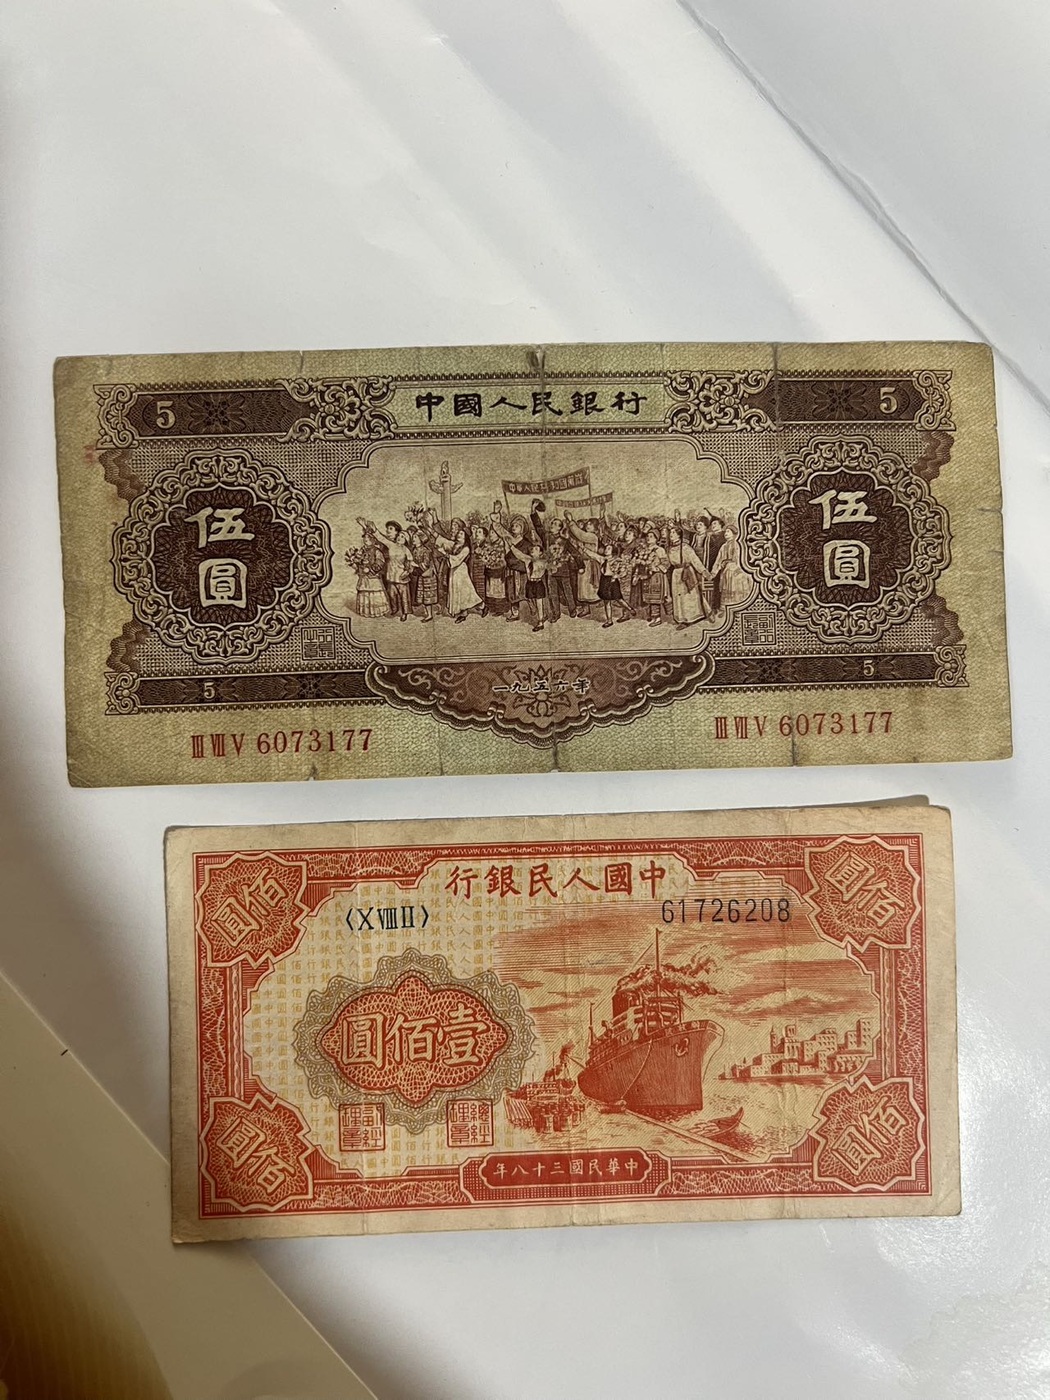 5
中國人民銀行
5
伍圓
伍圓
5
一九五六年
5
ⅢⅦⅤ 6073177
ⅢⅦⅤ 6073177
行銀民人國中
圓佰
圓佰
〈ⅩⅧⅡ〉
61726208
圓佰壹
圓佰
年八十三國民華中
圓佰